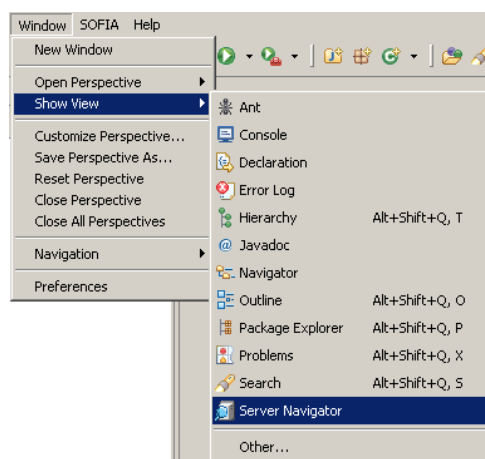 Window SOFIA Help
New Window
Open Perspective
Show View
Customize Perspective...
Save Perspective As...
Reset Perspective
Close Perspective
Close All Perspectives
Navigation
Preferences
Ant
Console
Declaration
Error Log
Hierarchy Alt+Shift+Q, T
Javadoc
Navigator
Outline Alt+Shift+Q, O
Package Explorer Alt+Shift+Q, P
Problems Alt+Shift+Q, X
Search Alt+Shift+Q, S
Server Navigator
Other...